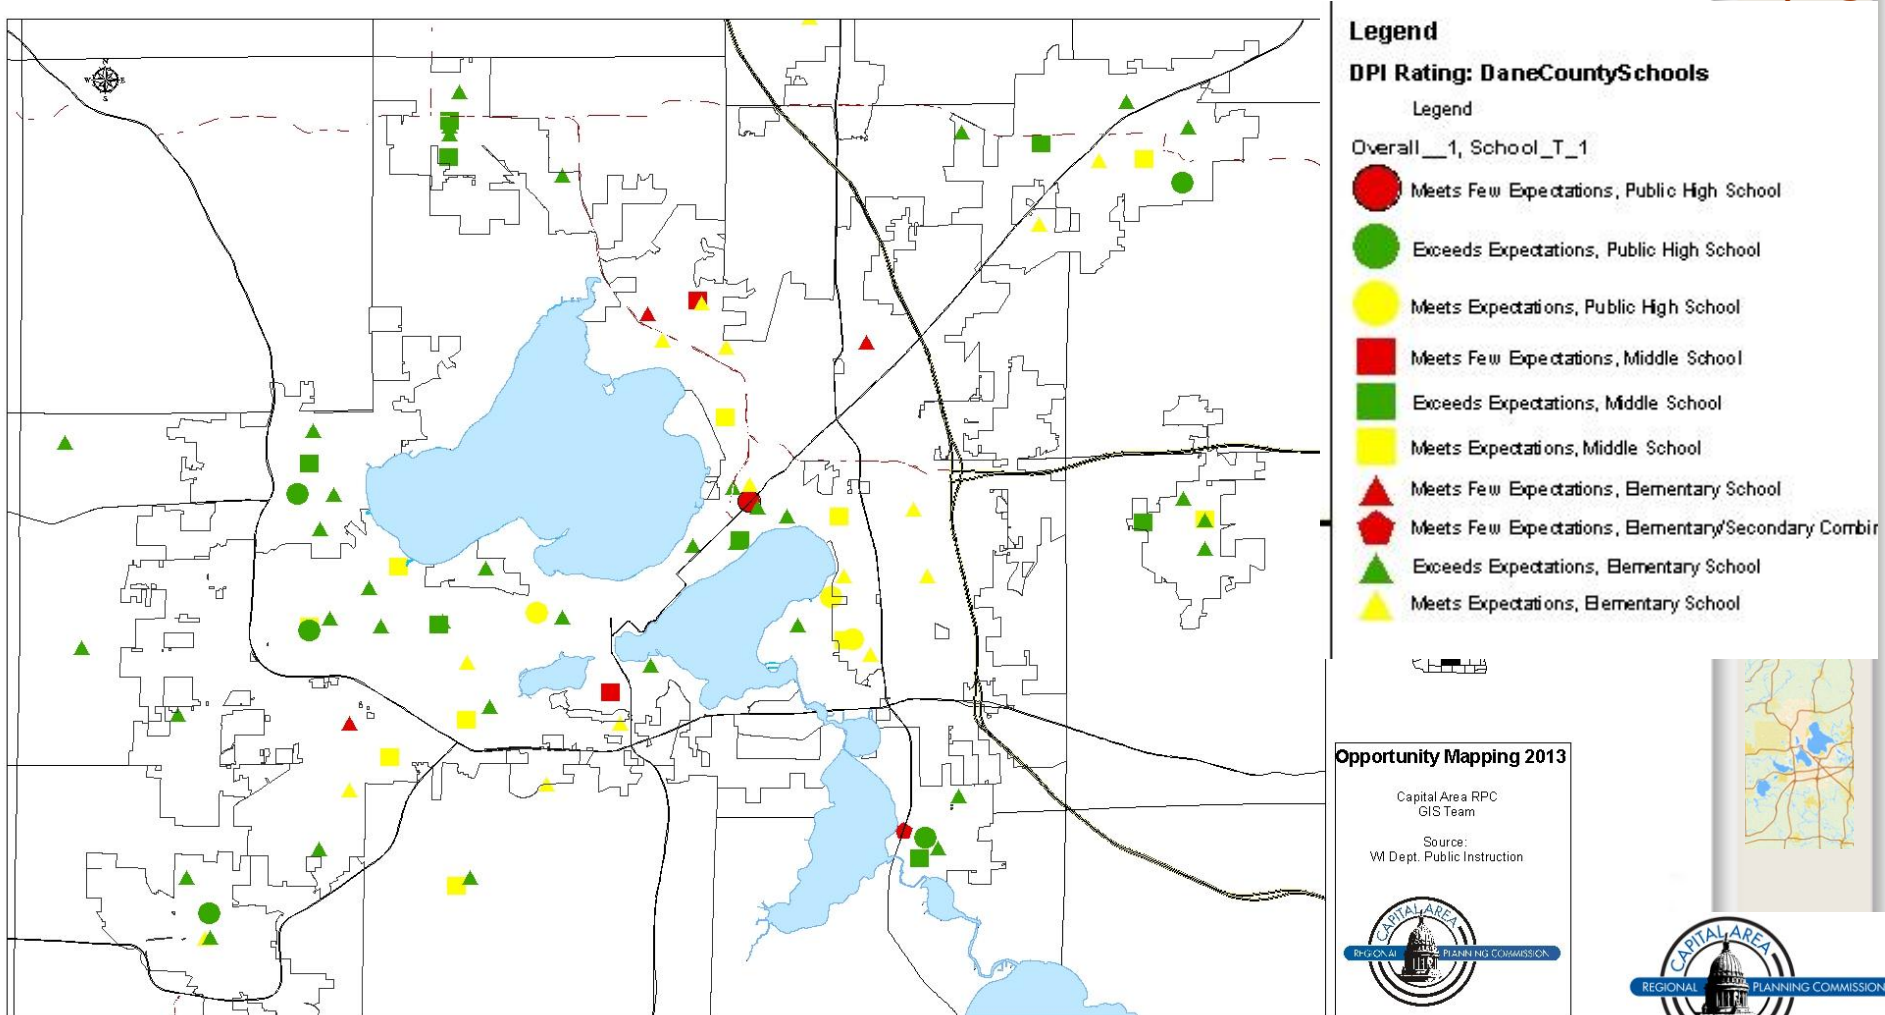 N
W
E
S
Legend
DPI Rating: DaneCountySchools
Legend
Overall__1, School_T_1
Meets Few Expectations, Public High School
Exceeds Expectations, Public High School
Meets Expectations, Public High School
Meets Few Expectations, Middle School
Exceeds Expectations, Middle School
Meets Expectations, Middle School
Meets Few Expectations, Elementary School
Meets Few Expectations, Elementary/Secondary Combin
Exceeds Expectations, Elementary School
Meets Expectations, Elementary School
Opportunity Mapping 2013
Capital Area RPC
GIS Team
Source:
WI Dept. Public Instruction
CAPITAL AREA
REGIONAL PLANNING COMMISSION
CAPITAL AREA
REGIONAL PLANNING COMMISSION